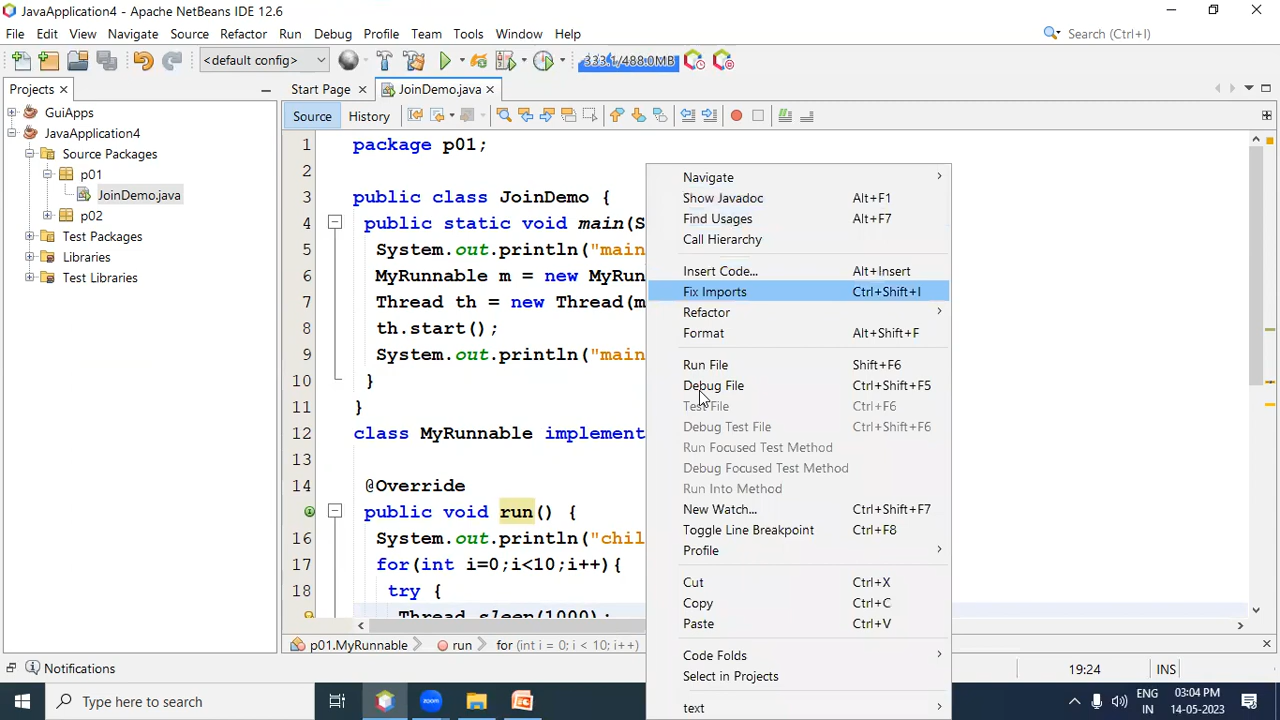 JavaApplication4 - Apache NetBeans IDE 12.6
File Edit View Navigate Source Refactor Run Debug Profile Team Tools Window Help Search (Ctrl+I)
<default config> 333.1/488.0MB
Projects Start Page JoinDemo.java
Source History
GuiApps
JavaApplication4
Source Packages
p01
JoinDemo.java
p02
Test Packages
Libraries
Test Libraries
1 package p01;
2
3 public class JoinDemo {
4 public static void main(S
5 System.out.println("main
6 MyRunnable m = new MyRun
7 Thread th = new Thread(m
8 th.start();
9 System.out.println("main
10 }
11 }
12 class MyRunnable implement
13
14 @Override
public void run() {
16 System.out.println("chil
17 for(int i=0;i<10;i++){
18 try {
Thread.sleep(1000);
Navigate
Show Javadoc Alt+F1
Find Usages Alt+F7
Call Hierarchy
Insert Code... Alt+Insert
Fix Imports Ctrl+Shift+I
Refactor
Format Alt+Shift+F
Run File Shift+F6
Debug File Ctrl+Shift+F5
Test File Ctrl+F6
Debug Test File Ctrl+Shift+F6
Run Focused Test Method
Debug Focused Test Method
Run Into Method
New Watch... Ctrl+Shift+F7
Toggle Line Breakpoint Ctrl+F8
Profile
Cut Ctrl+X
Copy Ctrl+C
Paste Ctrl+V
Code Folds
Select in Projects
text
p01.MyRunnable run for (int i = 0; i < 10; i++)
Notifications 19:24 INS
Type here to search zoom ENG IN 03:04 PM 14-05-2023